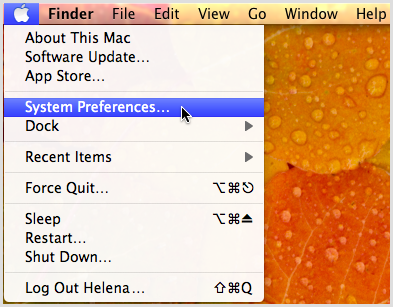 Finder File Edit View Go Window Help
About This Mac
Software Update...
App Store...
System Preferences...
Dock
Recent Items
Force Quit... ⌥⌘⎋
Sleep ⌥⌘⏏
Restart...
Shut Down...
Log Out Helena... ⇧⌘Q